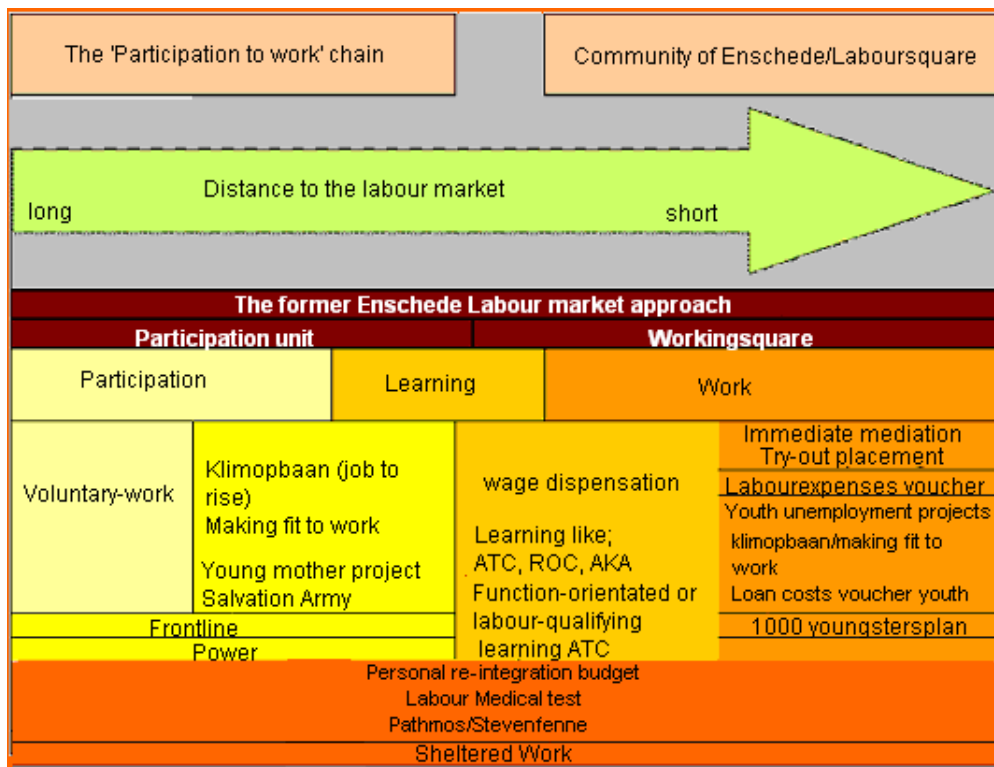 The 'Participation to work' chain
Community of Enschede/Laboursquare
Distance to the labour market
long
short
The former Enschede Labour market approach
Participation unit
Workingsquare
Participation
Learning
Work
Voluntary-work
Klimopbaan (job to
rise)
Making fit to work
Young mother project
Salvation Army
Frontline
Power
wage dispensation
Learning like;
ATC, ROC, AKA
Function-orientated or
labour-qualifying
learning ATC
Immediate mediation
Try-out placement
Labourexpenses voucher
Youth unemployment projects
klimopbaan/making fit to
work
Loan costs voucher youth
1000 youngstersplan
Personal re-integration budget
Labour Medical test
Pathmos/Stevenfenne
Sheltered Work